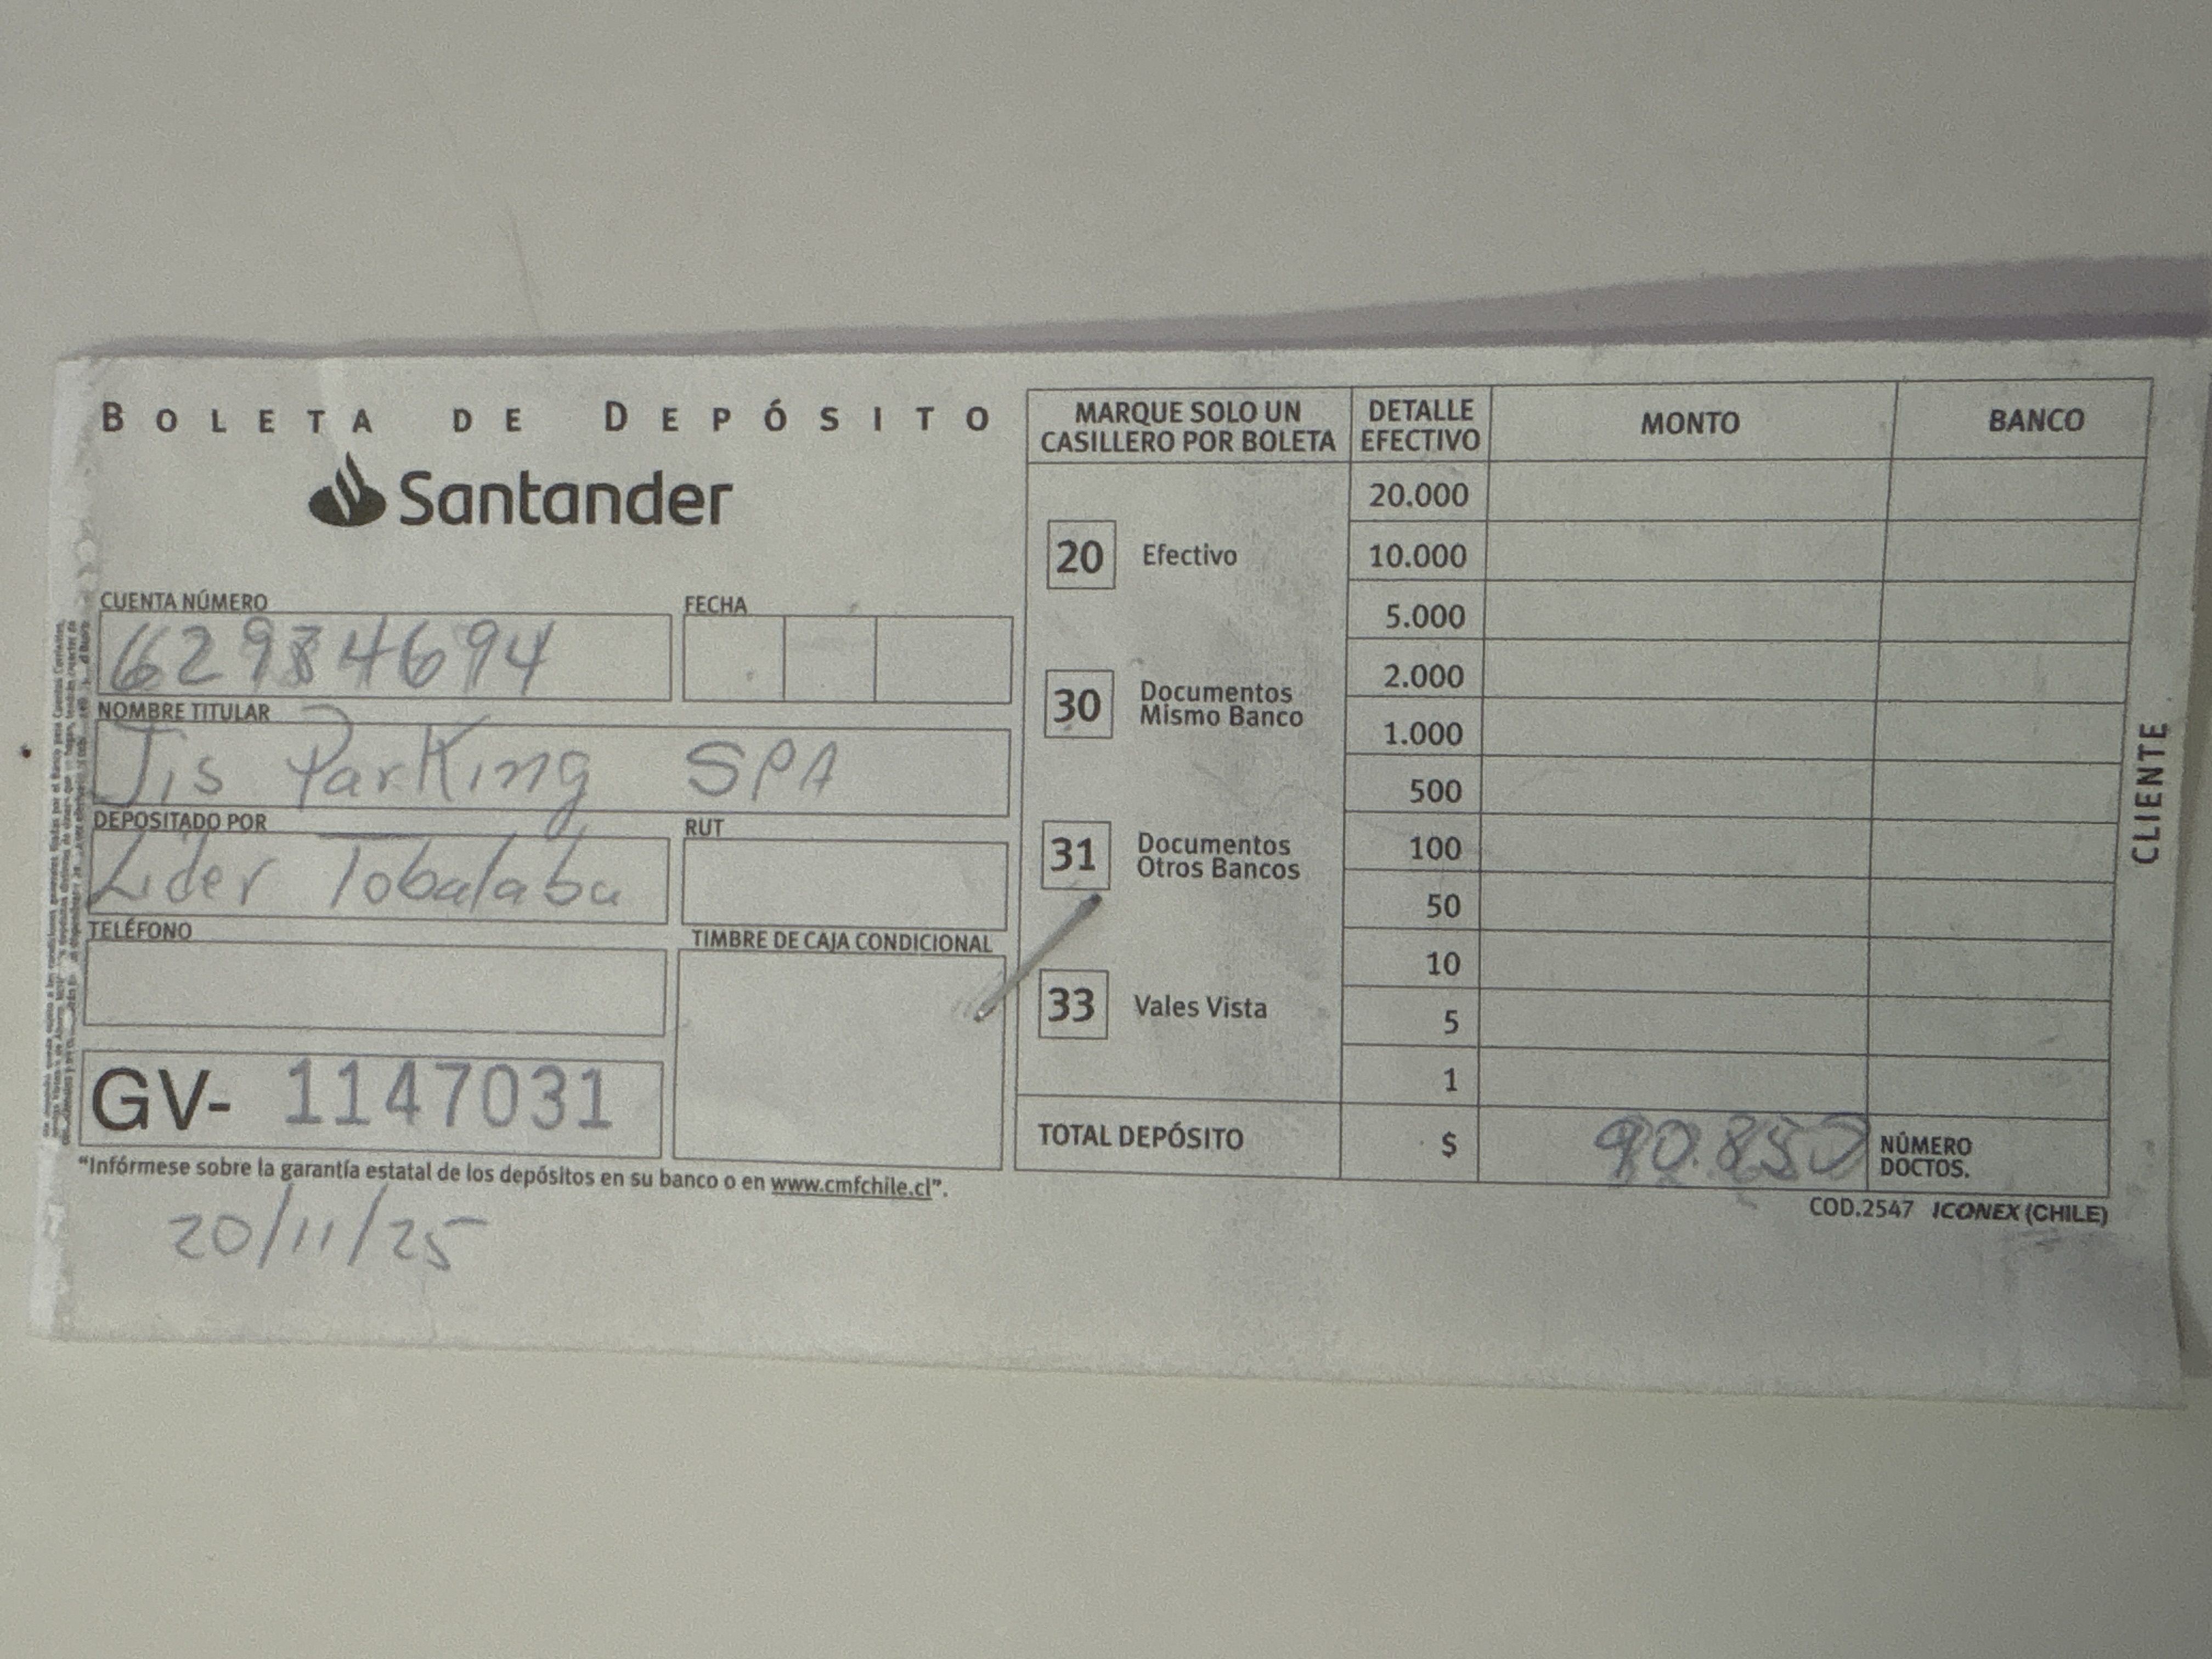 BOLETA DE DEPÓSITO
Santander
CUENTA NÚMERO
62984694
FECHA
NOMBRE TITULAR
Jis Parking SPA
DEPOSITADO POR
Lider Tobalaba
RUT
TELÉFONO
TIMBRE DE CAJA CONDICIONAL
GV- 1147031
"Infórmese sobre la garantía estatal de los depósitos en su banco o en www.cmfchile.cl".
20/11/25
MARQUE SOLO UN CASILLERO POR BOLETA
20 Efectivo
30 Documentos Mismo Banco
31 Documentos Otros Bancos
33 Vales Vista
DETALLE EFECTIVO
MONTO
BANCO
20.000
10.000
5.000
2.000
1.000
500
100
50
10
5
1
TOTAL DEPÓSITO $ 90.850
NÚMERO DOCTOS.
COD.2547 ICONEX (CHILE)
CLIENTE